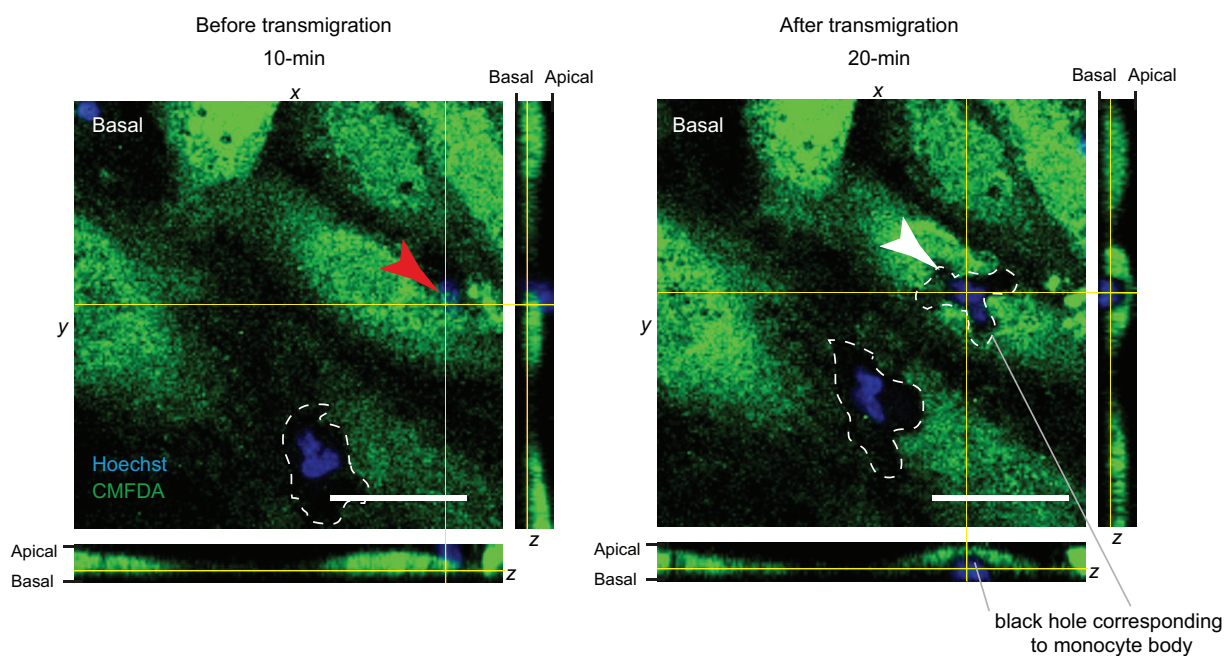 Before transmigration
10-min
Basal Apical
x
Basal
y
Hoechst
CMFDA
z
Apical
Basal
z
After transmigration
20-min
Basal Apical
x
Basal
y
z
Apical
Basal
z
black hole corresponding
to monocyte body